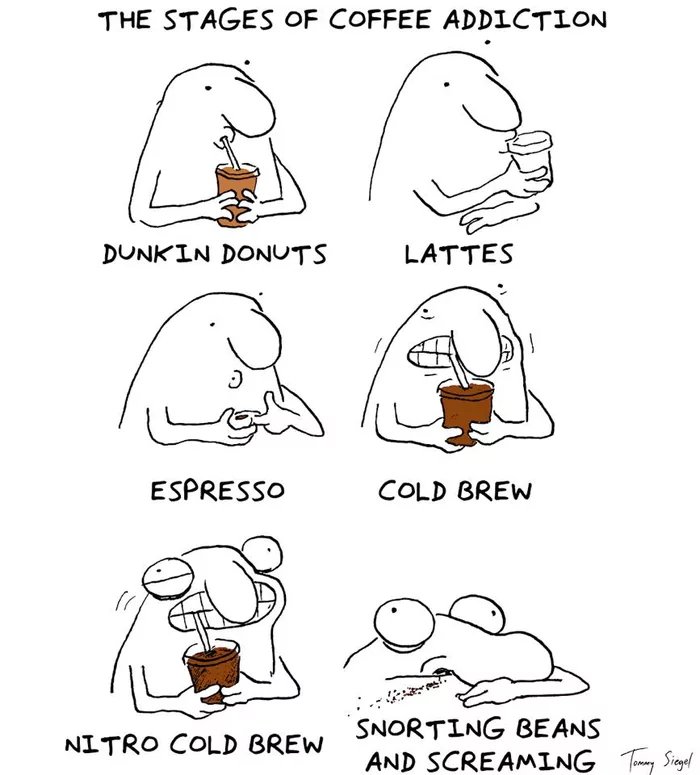 THE STAGES OF COFFEE ADDICTION
DUNKIN DONUTS
LATTES
ESPRESSO
COLD BREW
NITRO COLD BREW
SNORTING BEANS
AND SCREAMING
Tommy Siegel